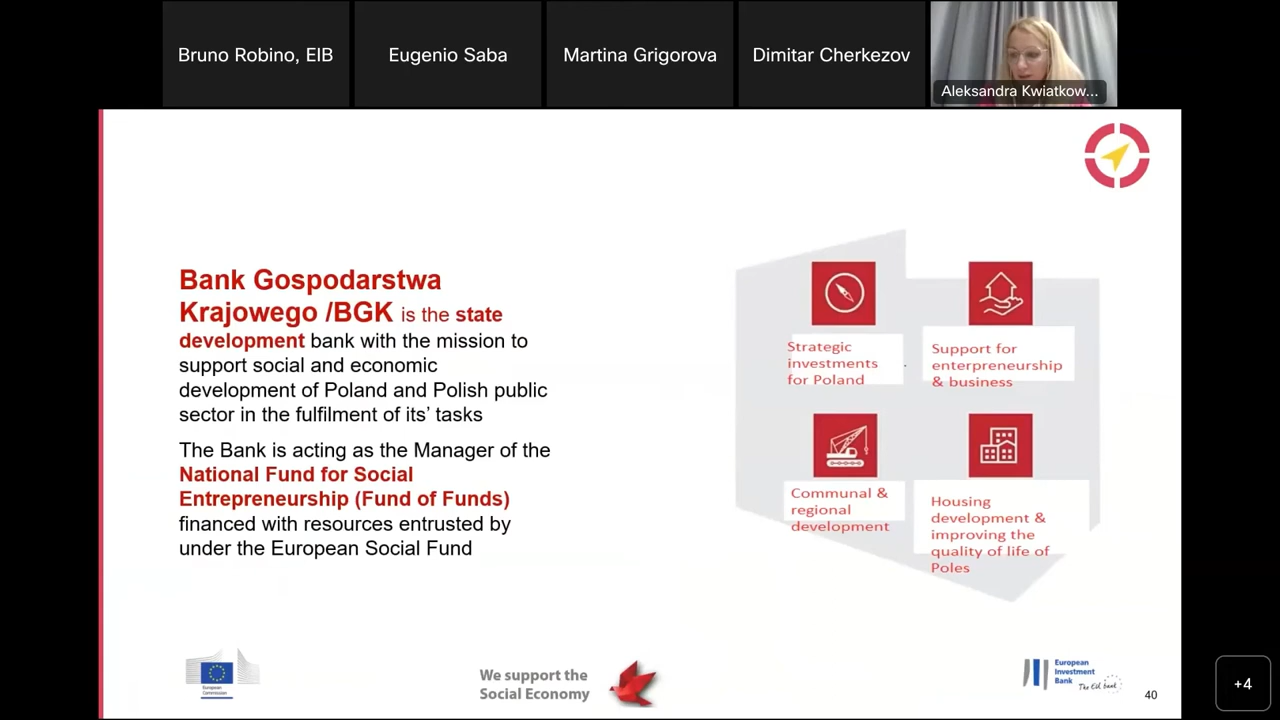 Bruno Robino, EIB
Eugenio Saba
Martina Grigorova
Dimitar Cherkezov
Aleksandra Kwiatkow...
Bank Gospodarstwa
Krajowego /BGK is the state
development bank with the mission to
support social and economic
development of Poland and Polish public
sector in the fulfilment of its' tasks
The Bank is acting as the Manager of the
National Fund for Social
Entrepreneurship (Fund of Funds)
financed with resources entrusted by
under the European Social Fund
Strategic
investments
for Poland
Support for
enterpreneurship
& business
Communal &
regional
development
Housing
development &
improving the
quality of life of
Poles
European
Commission
We support the
Social Economy
European
Investment
Bank
The EIB bank
40
+4